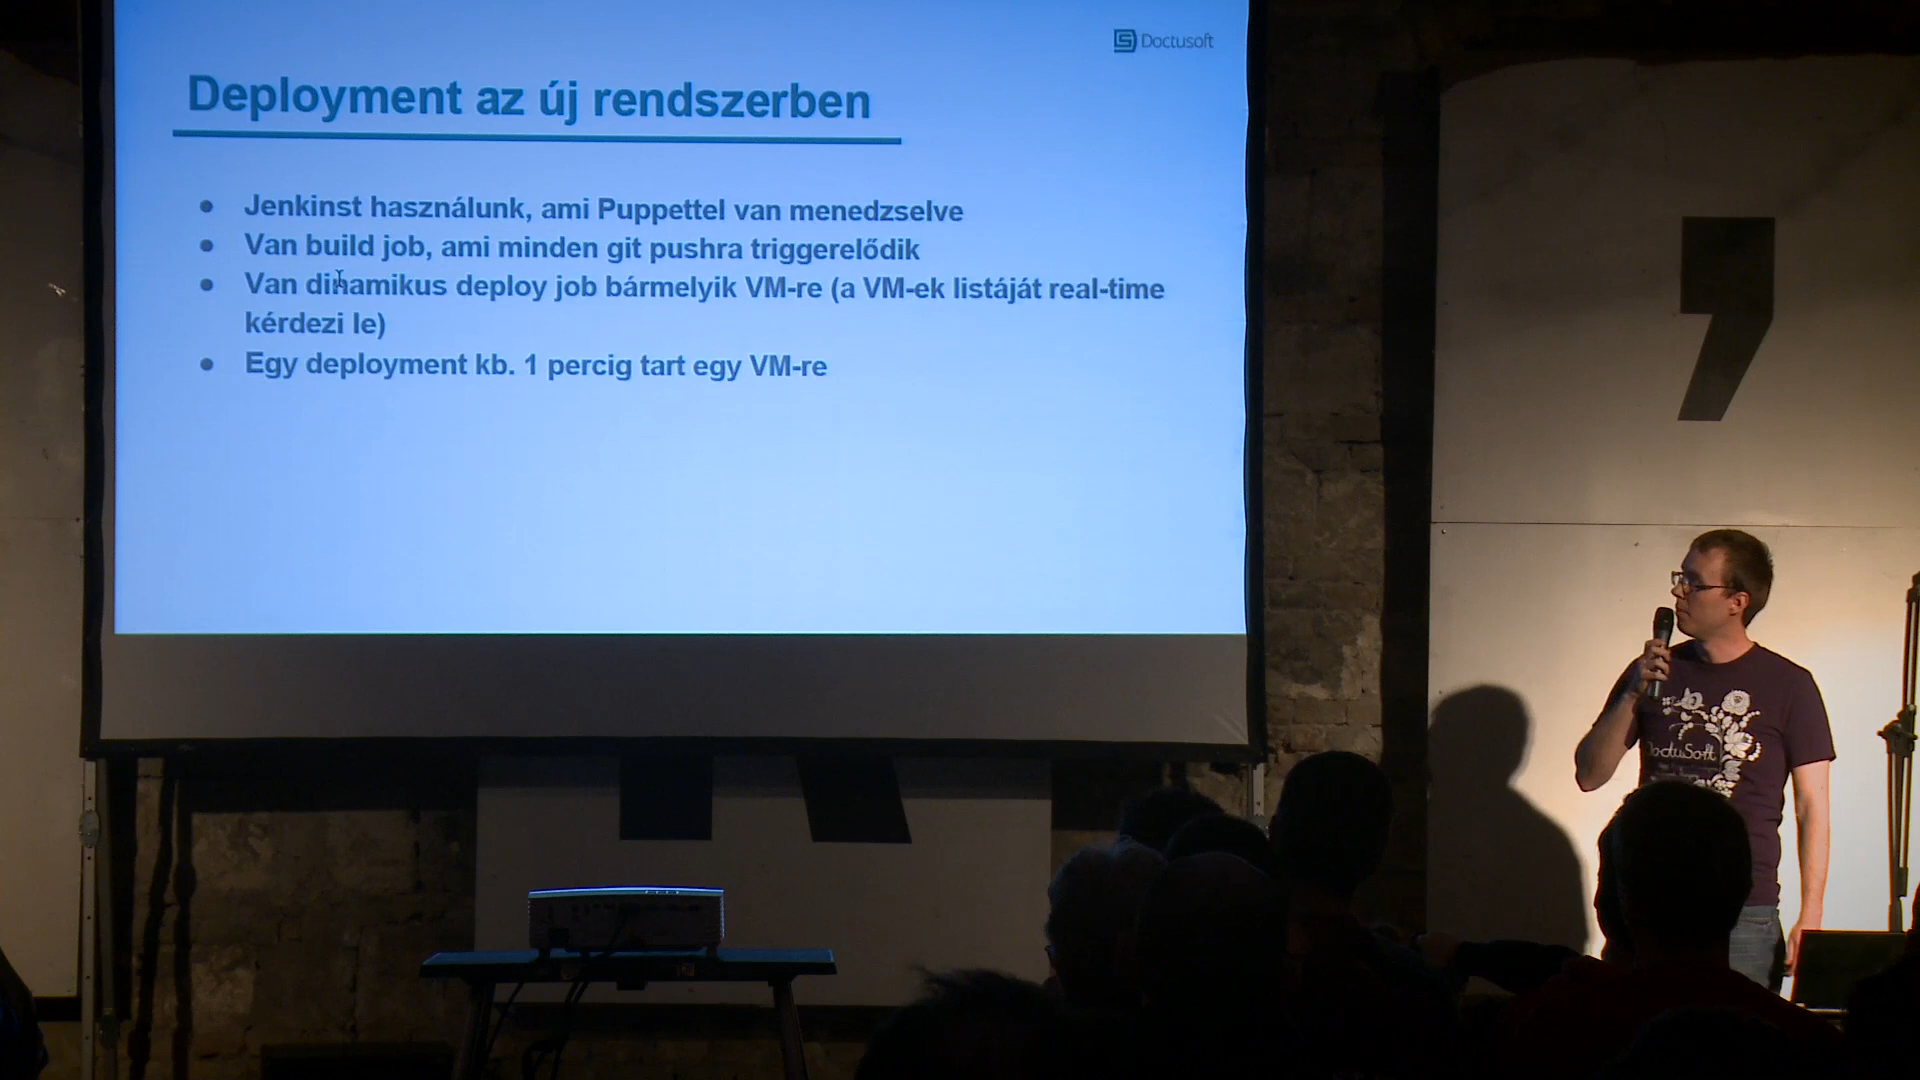 Doctusoft
Deployment az új rendszerben
Jenkinst használunk, ami Puppettel van menedzselve
Van build job, ami minden git pushra triggerelődik
Van dinamikus deploy job bármelyik VM-re (a VM-ek listáját real-time
kérdezi le)
Egy deployment kb. 1 percig tart egy VM-re
DoctuSoft